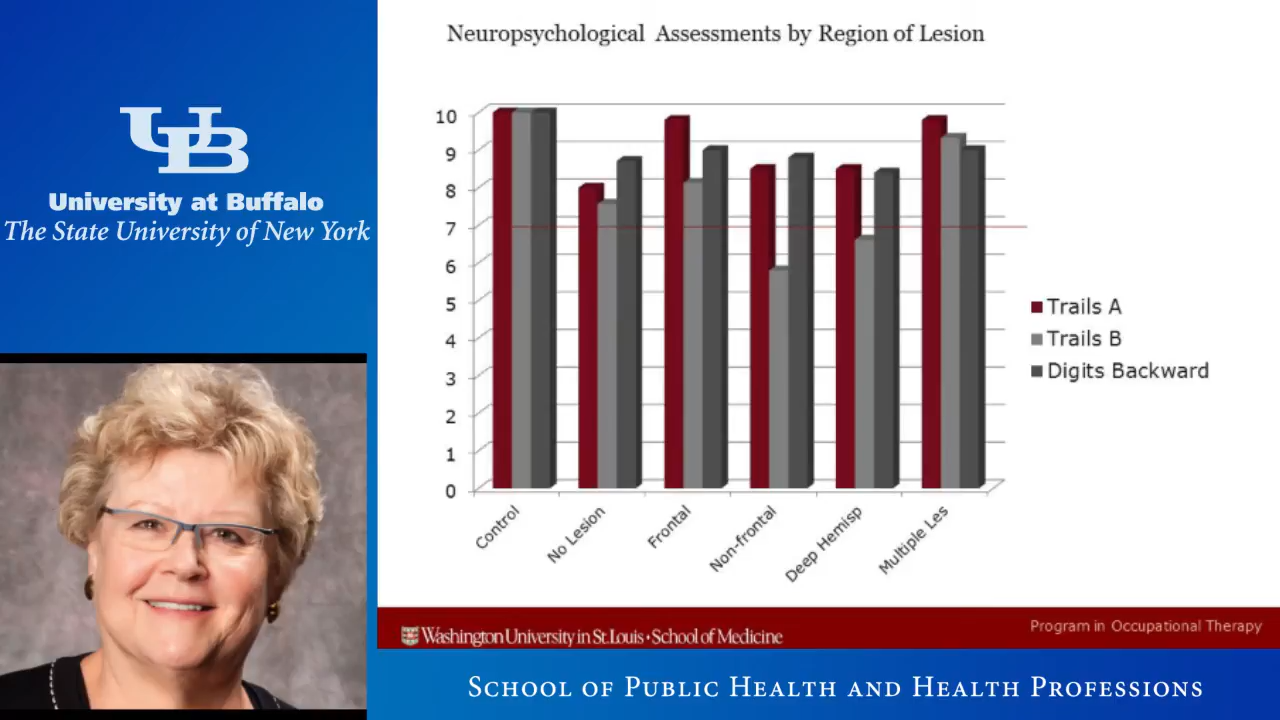 UB
University at Buffalo
The State University of New York
Neuropsychological Assessments by Region of Lesion
10
9
8
7
6
5
4
3
2
1
0
Control
No Lesion
Frontal
Non-frontal
Deep Hemisp
Multiple Les
Trails A
Trails B
Digits Backward
Washington University in St. Louis • School of Medicine
Program in Occupational Therapy
School of Public Health and Health Professions